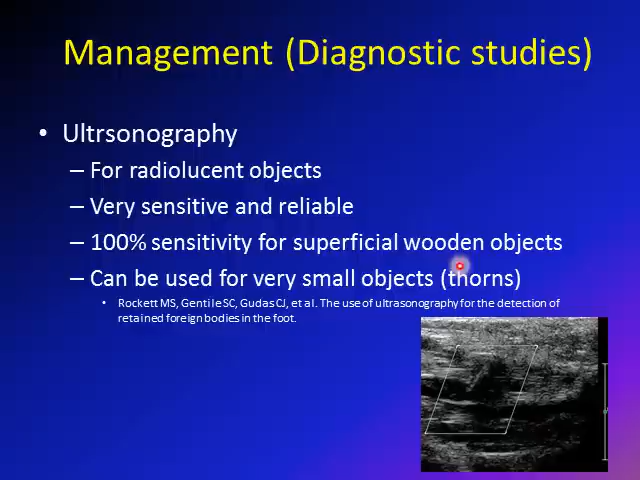 Management (Diagnostic studies)
• Ultrsonography
– For radiolucent objects
– Very sensitive and reliable
– 100% sensitivity for superficial wooden objects
– Can be used for very small objects (thorns)
• Rockett MS, Gentile SC, Gudas CJ, et al. The use of ultrasonography for the detection of
retained foreign bodies in the foot.